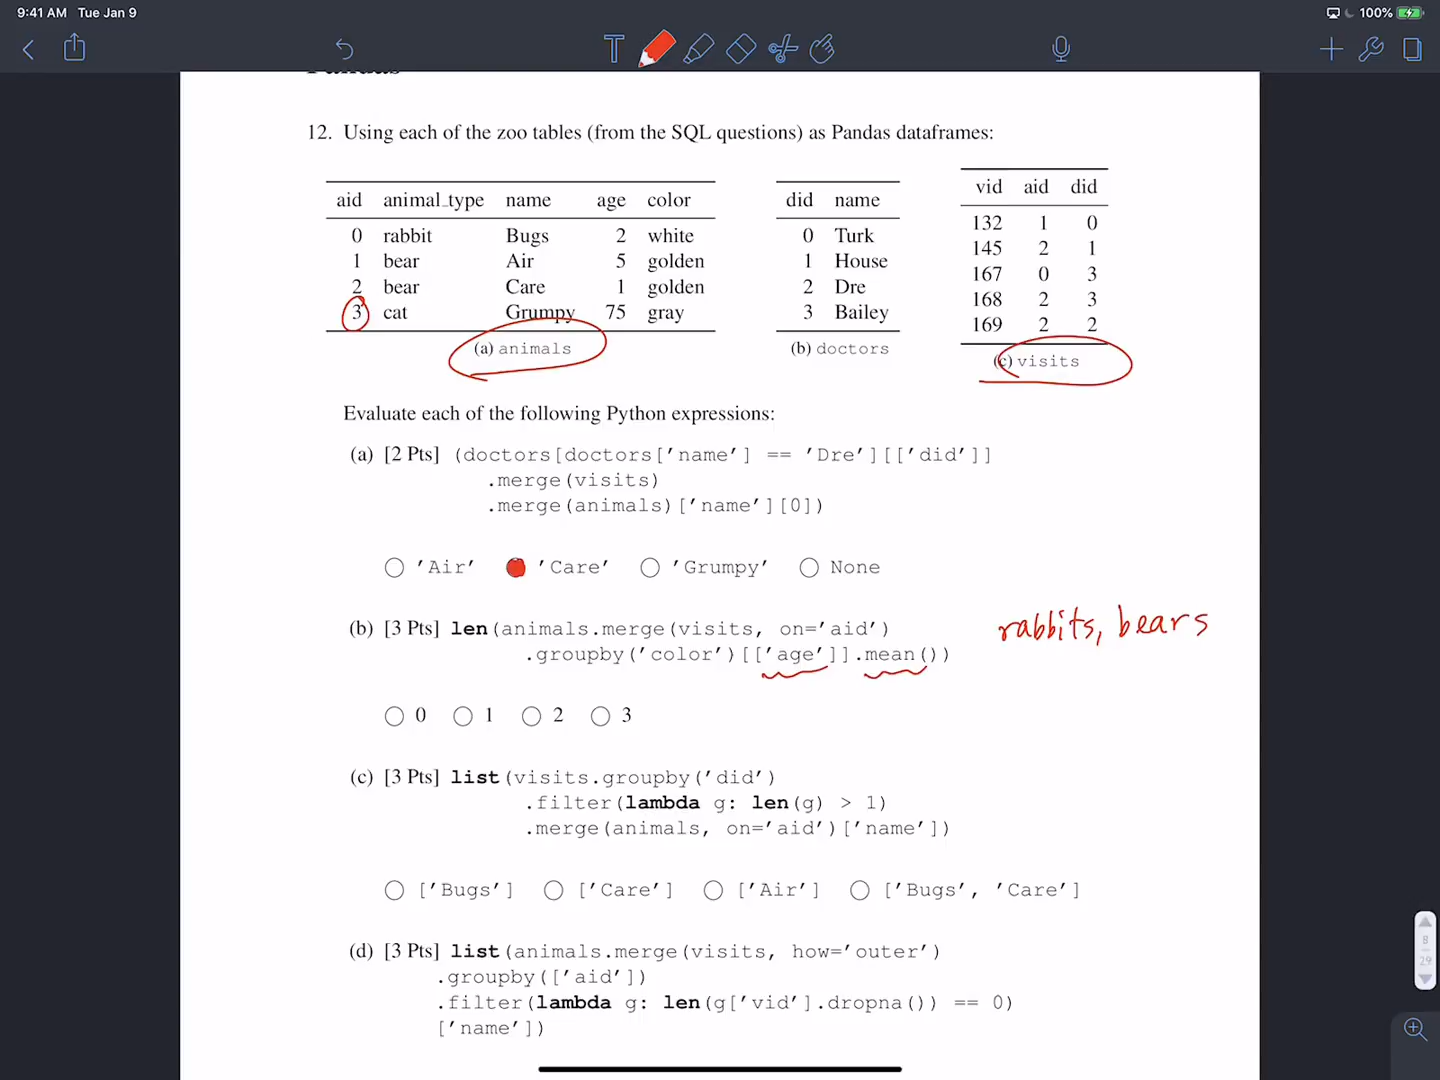 9:41 AM Tue Jan 9
100%
Pandas
12. Using each of the zoo tables (from the SQL questions) as Pandas dataframes:
aid animal_type name age color
0 rabbit Bugs 2 white
1 bear Air 5 golden
2 bear Care 1 golden
3 cat Grumpy 75 gray
(a) animals
did name
0 Turk
1 House
2 Dre
3 Bailey
(b) doctors
vid aid did
132 1 0
145 2 1
167 0 3
168 2 3
169 2 2
(c) visits
Evaluate each of the following Python expressions:
(a) [2 Pts] (doctors[doctors['name'] == 'Dre'][['did']]
.merge(visits)
.merge(animals)['name'][0])
'Air' 'Care' 'Grumpy' None
(b) [3 Pts] len(animals.merge(visits, on='aid')
.groupby('color')[['age']].mean())
rabbits, bears
0 1 2 3
(c) [3 Pts] list(visits.groupby('did')
.filter(lambda g: len(g) > 1)
.merge(animals, on='aid')['name'])
['Bugs'] ['Care'] ['Air'] ['Bugs', 'Care']
(d) [3 Pts] list(animals.merge(visits, how='outer')
.groupby(['aid'])
.filter(lambda g: len(g['vid'].dropna()) == 0)
['name'])
8
29